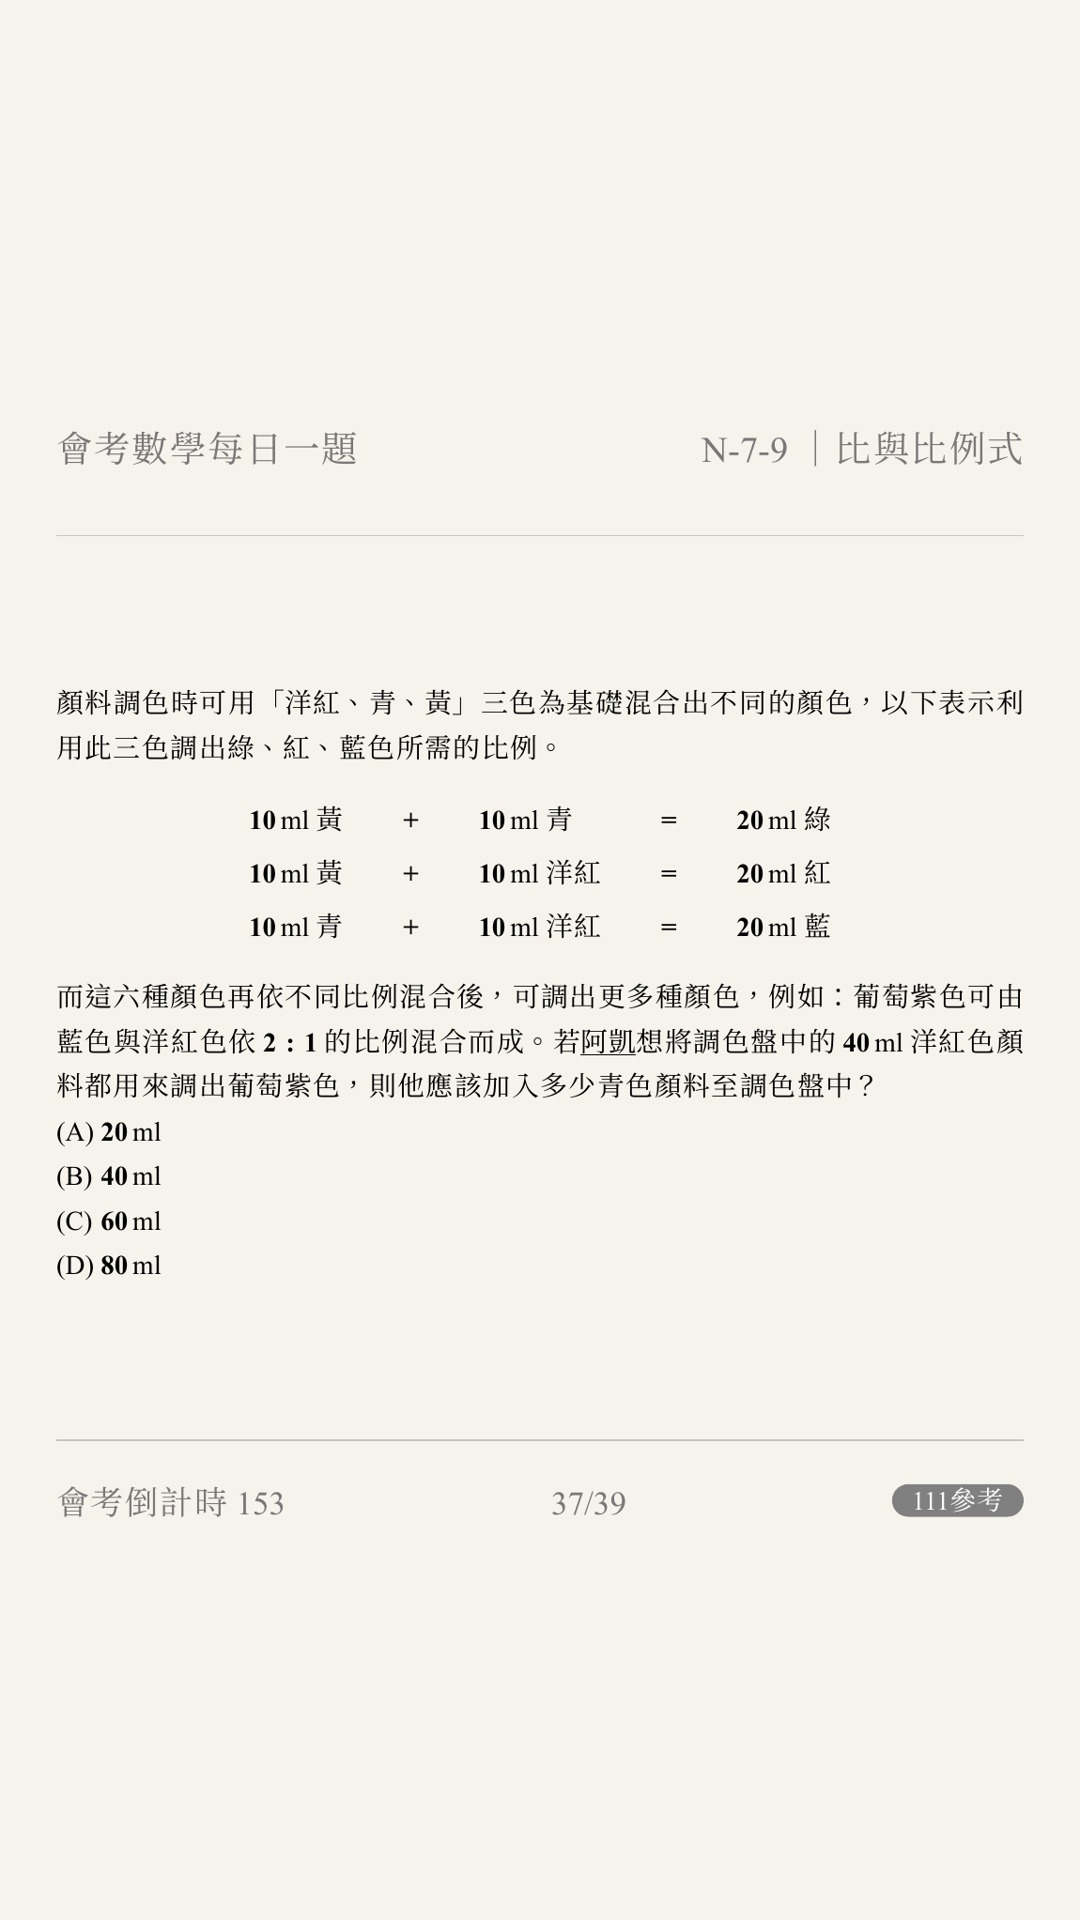 會考數學每日一題
N-7-9｜比與比例式
顏料調色時可用「洋紅、青、黃」三色為基礎混合出不同的顏色，以下表示利
用此三色調出綠、紅、藍色所需的比例。
10 ml 黃 + 10 ml 青 = 20 ml 綠
10 ml 黃 + 10 ml 洋紅 = 20 ml 紅
10 ml 青 + 10 ml 洋紅 = 20 ml 藍
而這六種顏色再依不同比例混合後，可調出更多種顏色，例如：葡萄紫色可由
藍色與洋紅色依 2：1 的比例混合而成。若阿凱想將調色盤中的 40 ml 洋紅色顏
料都用來調出葡萄紫色，則他應該加入多少青色顏料至調色盤中？
(A) 20 ml
(B) 40 ml
(C) 60 ml
(D) 80 ml
會考倒計時 153
37/39
111參考